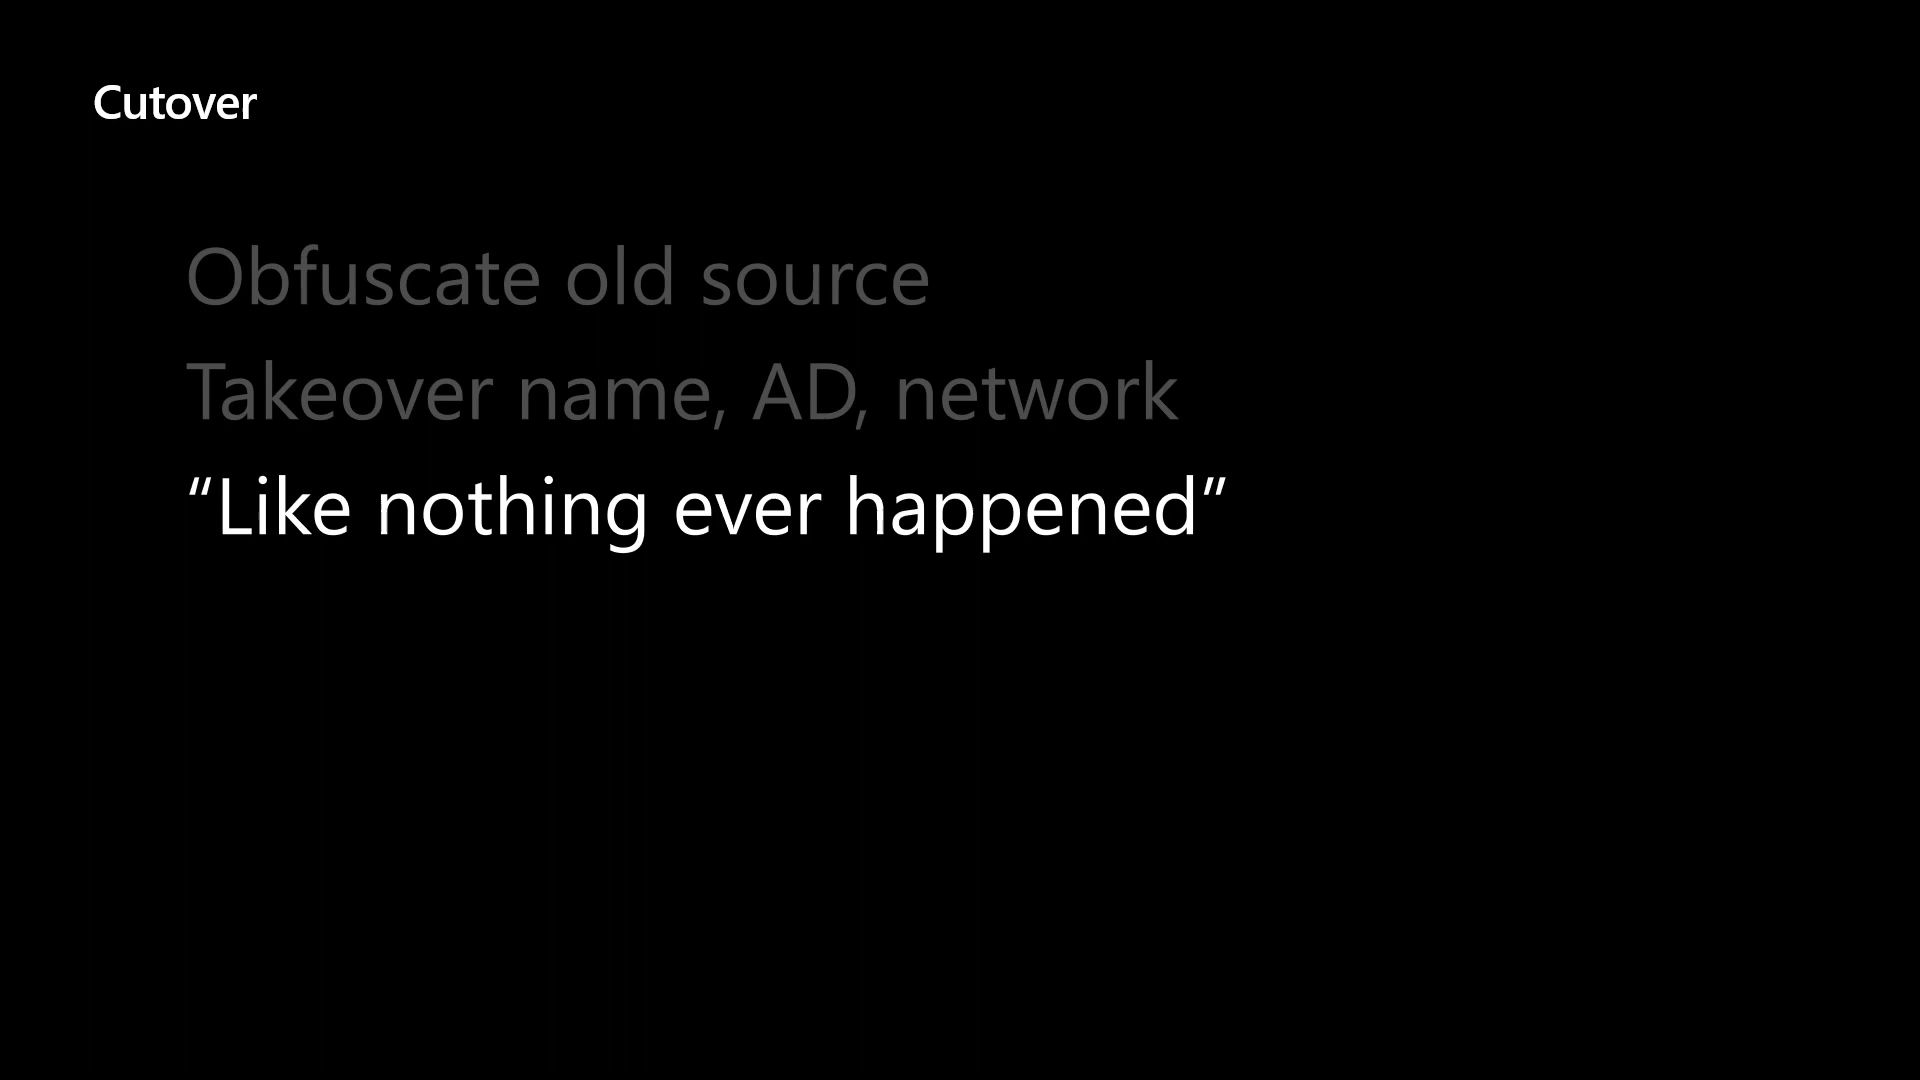 Cutover
Obfuscate old source
Takeover name, AD, network
“Like nothing ever happened”